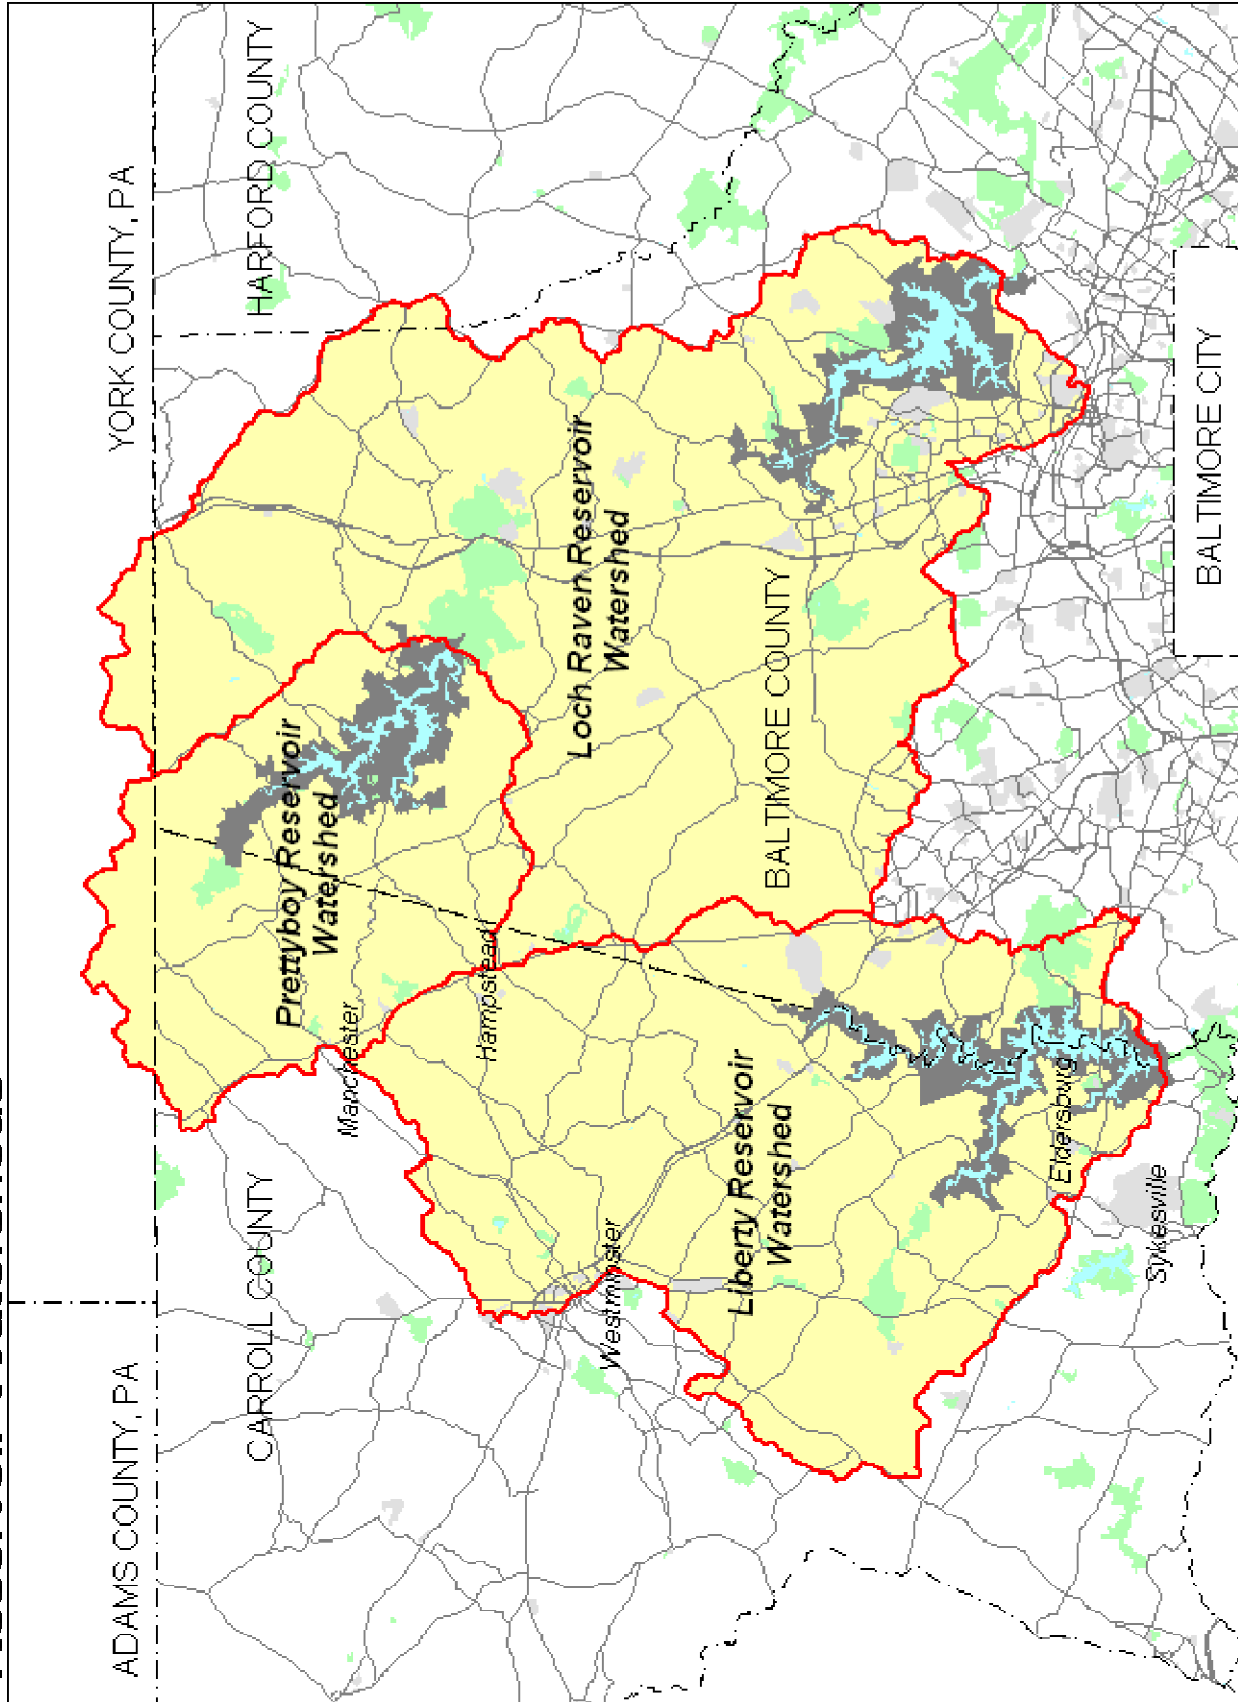 ADAMS COUNTY, PA
YORK COUNTY, PA
CARROLL COUNTY
HARFORD COUNTY
Manchester
Prettyboy Reservoir
Watershed
Hampstead
Loch Raven Reservoir
Watershed
Westminster
Liberty Reservoir
Watershed
BALTIMORE COUNTY
Eldersburg
Sykesville
BALTIMORE CITY